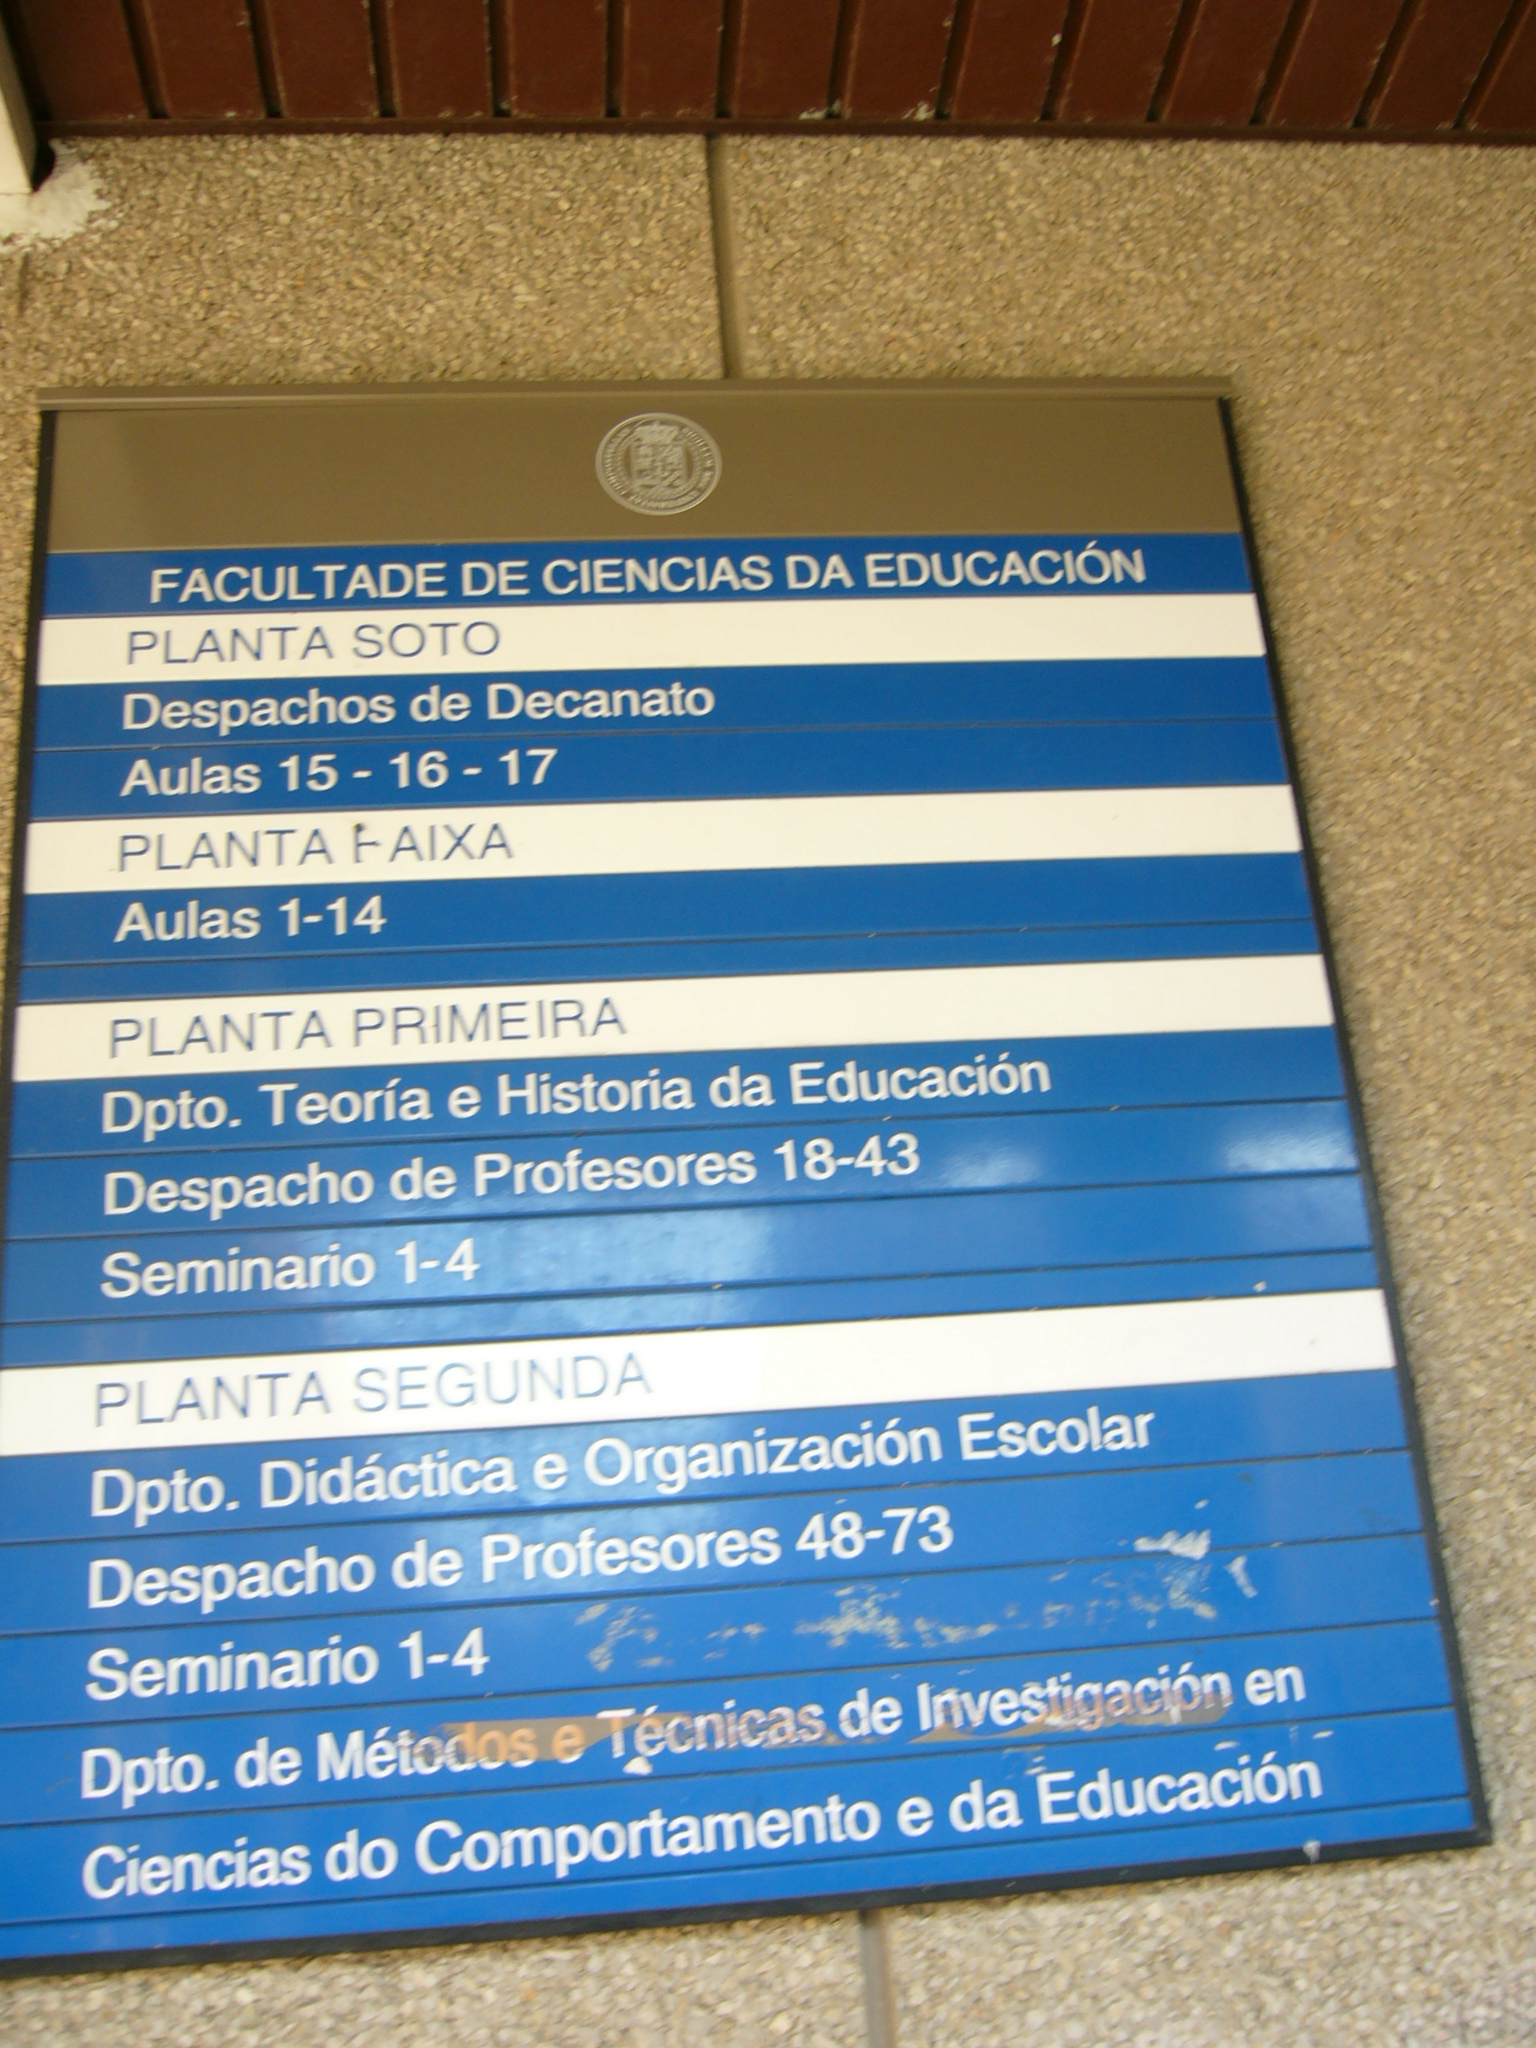 FACULTADE DE CIENCIAS DA EDUCACIÓN
PLANTA SOTO
Despachos de Decanato
Aulas 15 - 16 - 17
PLANTA BAIXA
Aulas 1-14
PLANTA PRIMEIRA
Dpto. Teoría e Historia da Educación
Despacho de Profesores 18-43
Seminario 1-4
PLANTA SEGUNDA
Dpto. Didáctica e Organización Escolar
Despacho de Profesores 48-73
Seminario 1-4
Dpto. de Métodos e Técnicas de Investigación en
Ciencias do Comportamento e da Educación